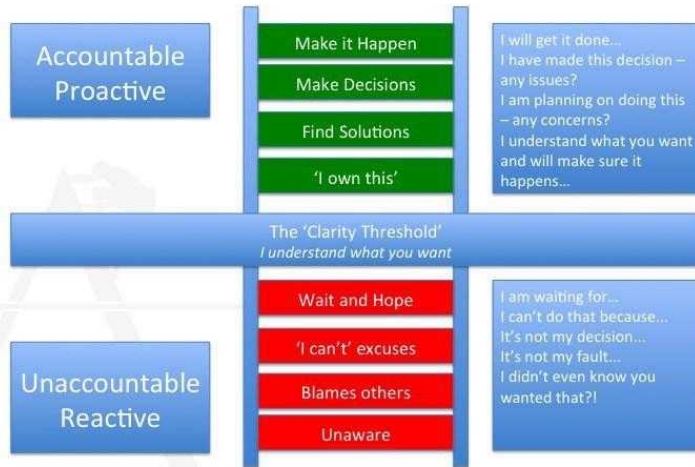 Accountable
Proactive
Make it Happen
Make Decisions
Find Solutions
‘I own this’
I will get it done...
I have made this decision –
any issues?
I am planning on doing this
– any concerns?
I understand what you want
and will make sure it
happens...
The ‘Clarity Threshold’
I understand what you want
Unaccountable
Reactive
Wait and Hope
‘I can’t’ excuses
Blames others
Unaware
I am waiting for...
I can’t do that because...
It’s not my decision...
It’s not my fault...
I didn’t even know you
wanted that?!